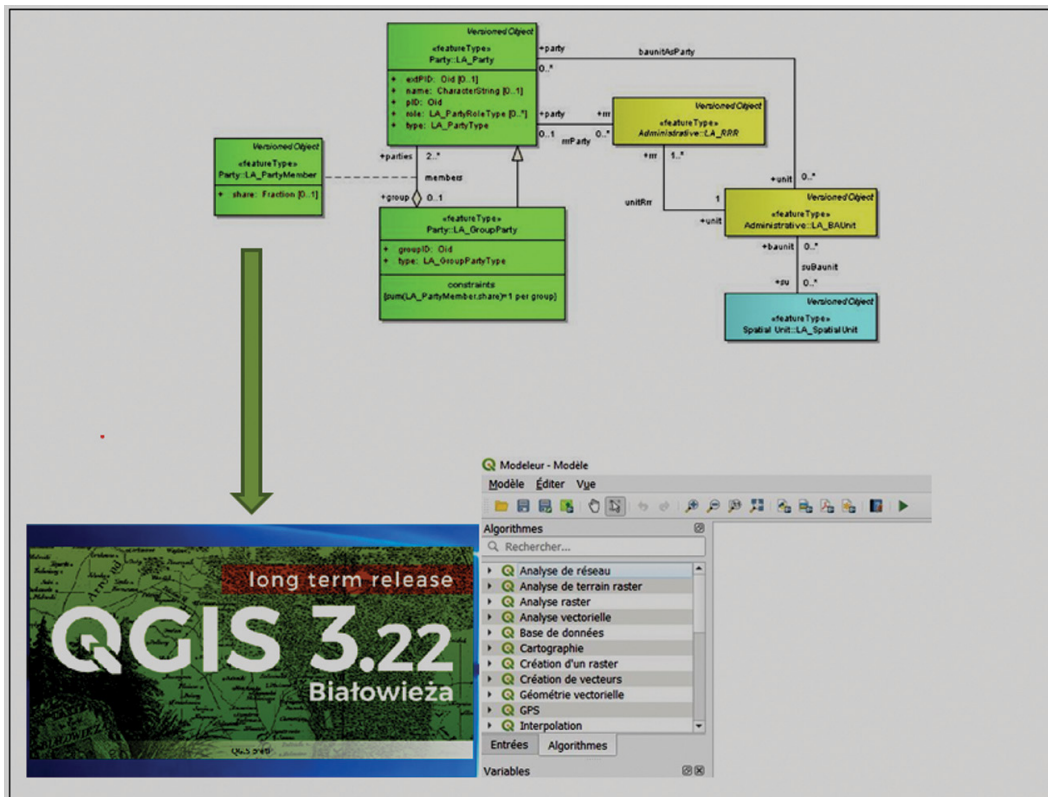 Versioned Object
«featureType»
Party::LA_Party
+ extPID: Oid [0..1]
+ name: CharacterString [0..1]
+ pID: Oid
+ role: LA_PartyRoleType [0..*]
+ type: LA_PartyType
+party
0..*
baunitAsParty
+party
0..1
rrrParty
+rrr
0..*
Versioned Object
«featureType»
Administrative::LA_RRR
Versioned Object
«featureType»
Party::LA_PartyMember
+ share: Fraction [0..1]
+parties 2..*
members
+group 0..1
+rrr 1..*
unitRrr
1
+unit
+unit 0..*
Versioned Object
«featureType»
Administrative::LA_BAUnit
«featureType»
Party::LA_GroupParty
+ groupID: Oid
+ type: LA_GroupPartyType
constraints
{sum(LA_PartyMember.share)=1 per group}
+baunit 0..*
suBaunit
+su 0..*
Versioned Object
«featureType»
Spatial Unit::LA_SpatialUnit
long term release
QGIS 3.22
Białowieża
Modeleur - Modèle
Modèle Éditer Vue
Algorithmes
Rechercher...
Analyse de réseau
Analyse de terrain raster
Analyse raster
Analyse vectorielle
Base de données
Cartographie
Création d'un raster
Création de vecteurs
Géométrie vectorielle
GPS
Interpolation
Entrées Algorithmes
Variables